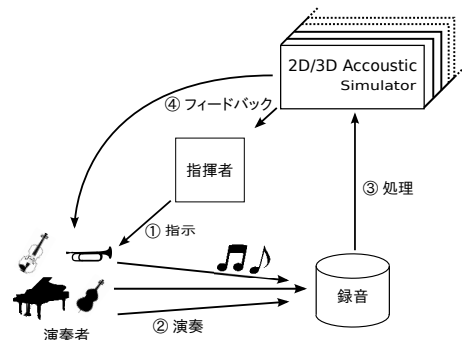 2D/3D Accoustic
Simulator
④ フィードバック
指揮者
③ 処理
① 指示
録音
② 演奏
演奏者